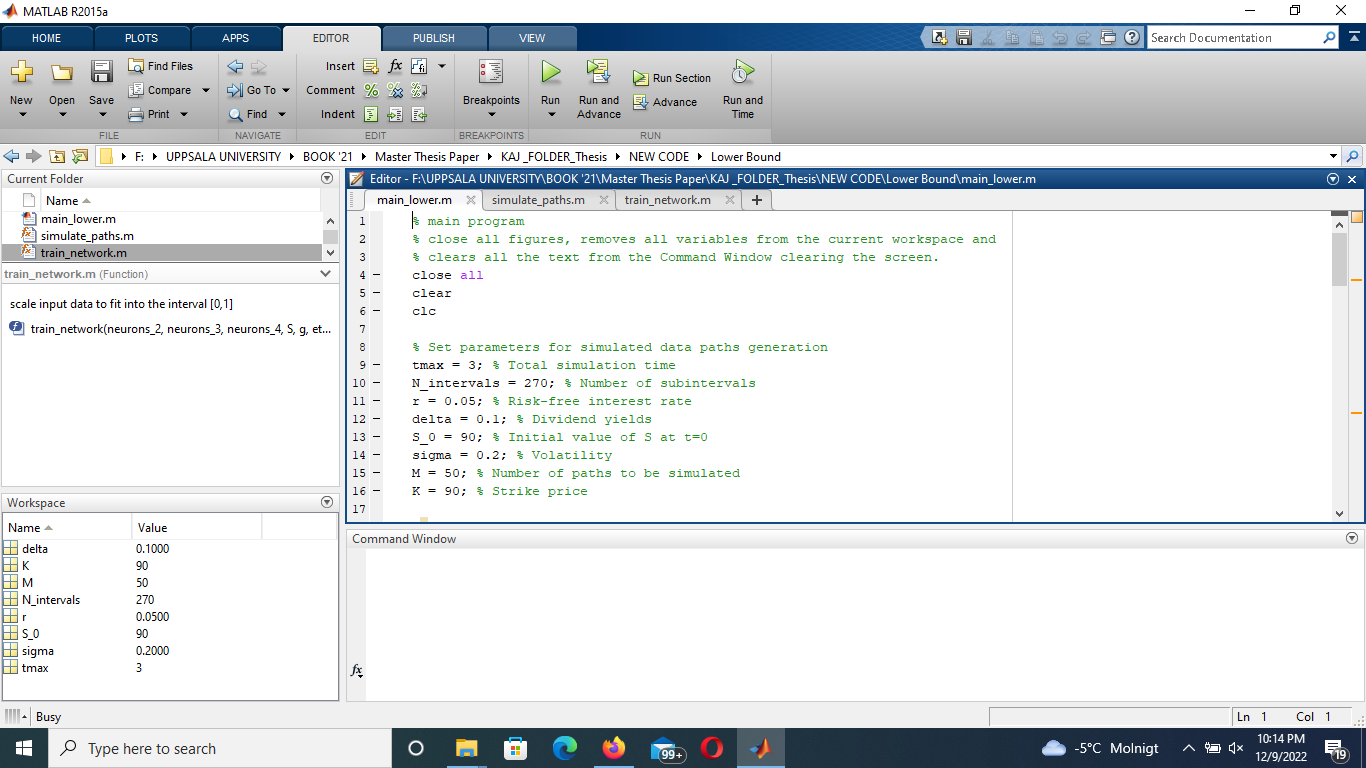 MATLAB R2015a
HOME PLOTS APPS EDITOR PUBLISH VIEW
Search Documentation
New Open Save Find Files Compare Print
Go To Find
Insert fx
Comment
Indent
Breakpoints
Run Run and Advance Run Section Advance Run and Time
FILE NAVIGATE EDIT BREAKPOINTS RUN
F: UPPSALA UNIVERSITY BOOK '21 Master Thesis Paper KAJ _FOLDER_Thesis NEW CODE Lower Bound
Current Folder
Name
main_lower.m
simulate_paths.m
train_network.m
train_network.m (Function)
scale input data to fit into the interval [0,1]
train_network(neurons_2, neurons_3, neurons_4, S, g, et...
Workspace
Name Value
delta 0.1000
K 90
M 50
N_intervals 270
r 0.0500
S_0 90
sigma 0.2000
tmax 3
Editor - F:\UPPSALA UNIVERSITY\BOOK '21\Master Thesis Paper\KAJ _FOLDER_Thesis\NEW CODE\Lower Bound\main_lower.m
main_lower.m simulate_paths.m train_network.m
1 % main program
2 % close all figures, removes all variables from the current workspace and
3 % clears all the text from the Command Window clearing the screen.
4 – close all
5 – clear
6 – clc
7
8 % Set parameters for simulated data paths generation
9 – tmax = 3; % Total simulation time
10 – N_intervals = 270; % Number of subintervals
11 – r = 0.05; % Risk-free interest rate
12 – delta = 0.1; % Dividend yields
13 – S_0 = 90; % Initial value of S at t=0
14 – sigma = 0.2; % Volatility
15 – M = 50; % Number of paths to be simulated
16 – K = 90; % Strike price
17
Command Window
fx
Busy
Ln 1 Col 1
Type here to search
99+
-5°C Molnigt
10:14 PM
12/9/2022
19